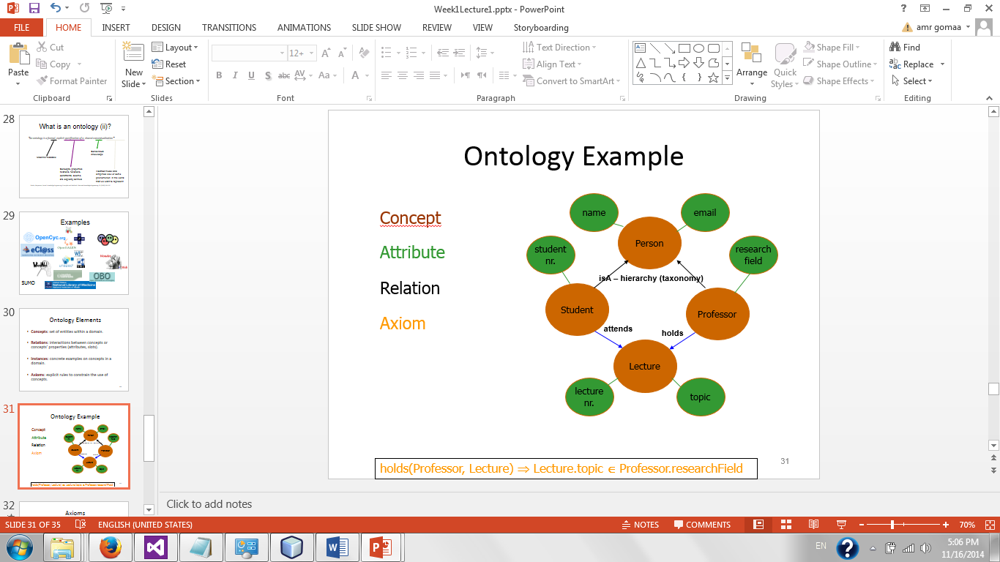 Week1Lecture1.pptx - PowerPoint
FILE HOME INSERT DESIGN TRANSITIONS ANIMATIONS SLIDE SHOW REVIEW VIEW Storyboarding
amr gomaa
Paste
Cut
Copy
Format Painter
Clipboard
New
Slide
Layout
Reset
Section
Slides
12+
B I U S abc AV Aa A
Font
Text Direction
Align Text
Convert to SmartArt
Paragraph
Arrange
Quick
Styles
Shape Fill
Shape Outline
Shape Effects
Drawing
Find
Replace
Select
Editing
28
What is an ontology (ii)?
29
Examples
OpenCyc.org
eCl@ss
SUMO
OBO
National Library of Medicine
30
Ontology Elements
Concepts: set of entities within a domain.
Relations: interactions between concepts or
concepts' properties (attributes, slots).
Instances: concrete examples on concepts in a
domain.
Axioms: explicit rules to constrain the use of
concepts.
31
Ontology Example
Concept
Attribute
Relation
Axiom
32
Axioms
Ontology Example
Concept
Attribute
Relation
Axiom
name
email
Person
student
nr.
research
field
isA – hierarchy (taxonomy)
Student
Professor
attends
holds
Lecture
lecture
nr.
topic
holds(Professor, Lecture) ⇒ Lecture.topic ∈ Professor.researchField
31
Click to add notes
SLIDE 31 OF 35 ENGLISH (UNITED STATES) NOTES COMMENTS 70%
EN
5:06 PM
11/16/2014